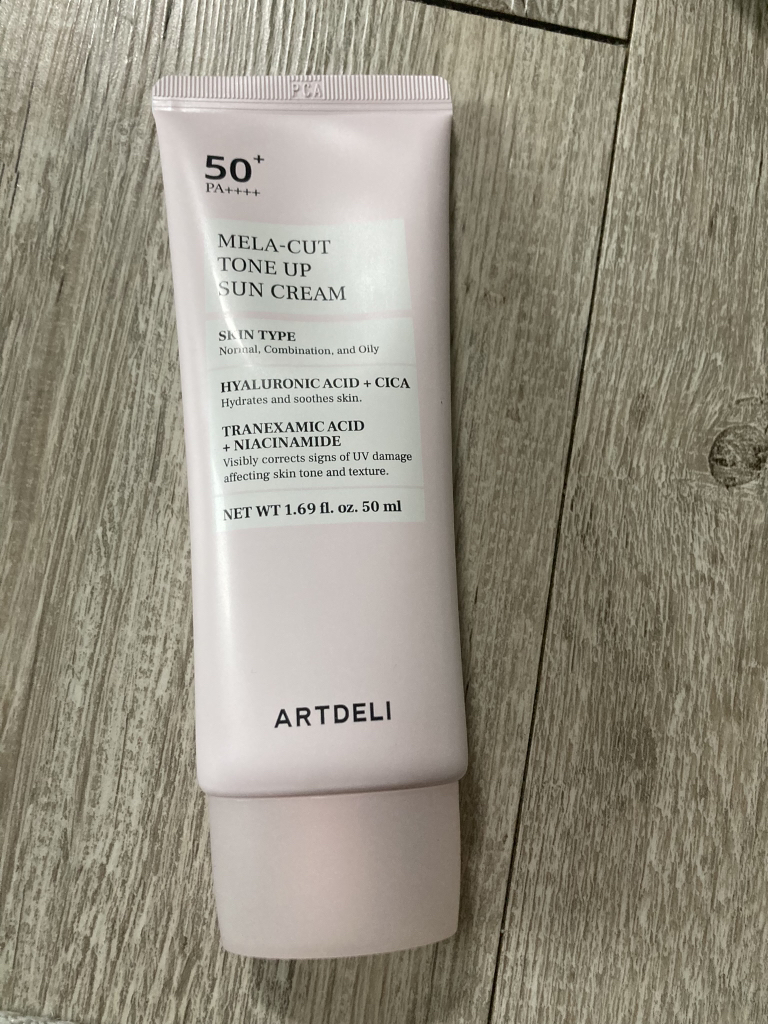 PCA
50+
PA++++
MELA-CUT
TONE UP
SUN CREAM
SKIN TYPE
Normal, Combination, and Oily
HYALURONIC ACID + CICA
Hydrates and soothes skin.
TRANEXAMIC ACID
+ NIACINAMIDE
Visibly corrects signs of UV damage
affecting skin tone and texture.
NET WT 1.69 fl. oz. 50 ml
ARTDELI